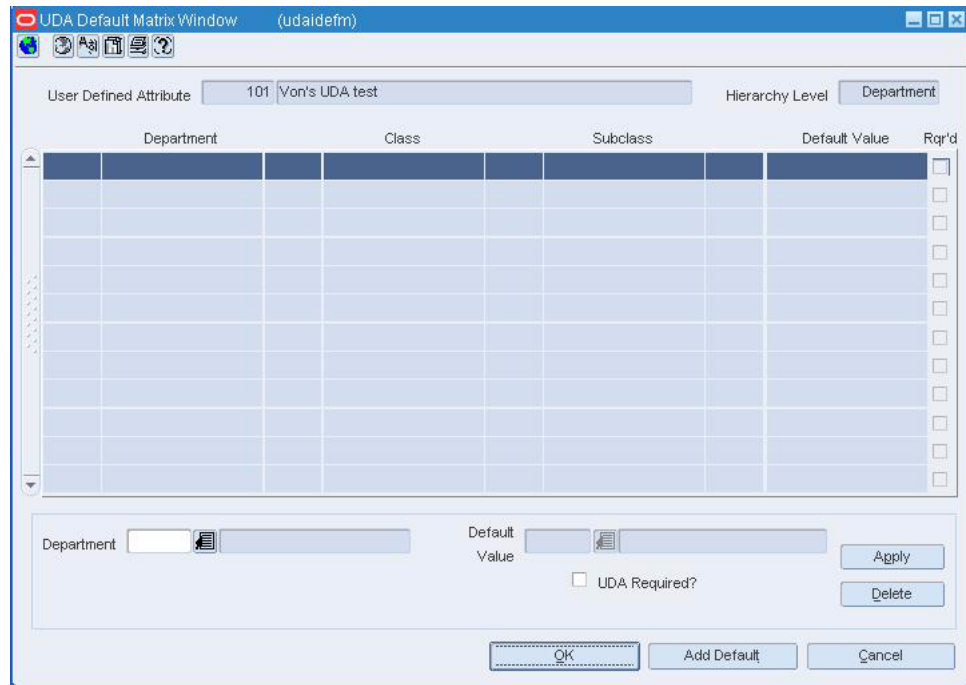 UDA Default Matrix Window (udaidefm)
User Defined Attribute 101 Von's UDA test Hierarchy Level Department
Department Class Subclass Default Value Rqr'd
Department Default Value
UDA Required?
Apply
Delete
OK Add Default Cancel